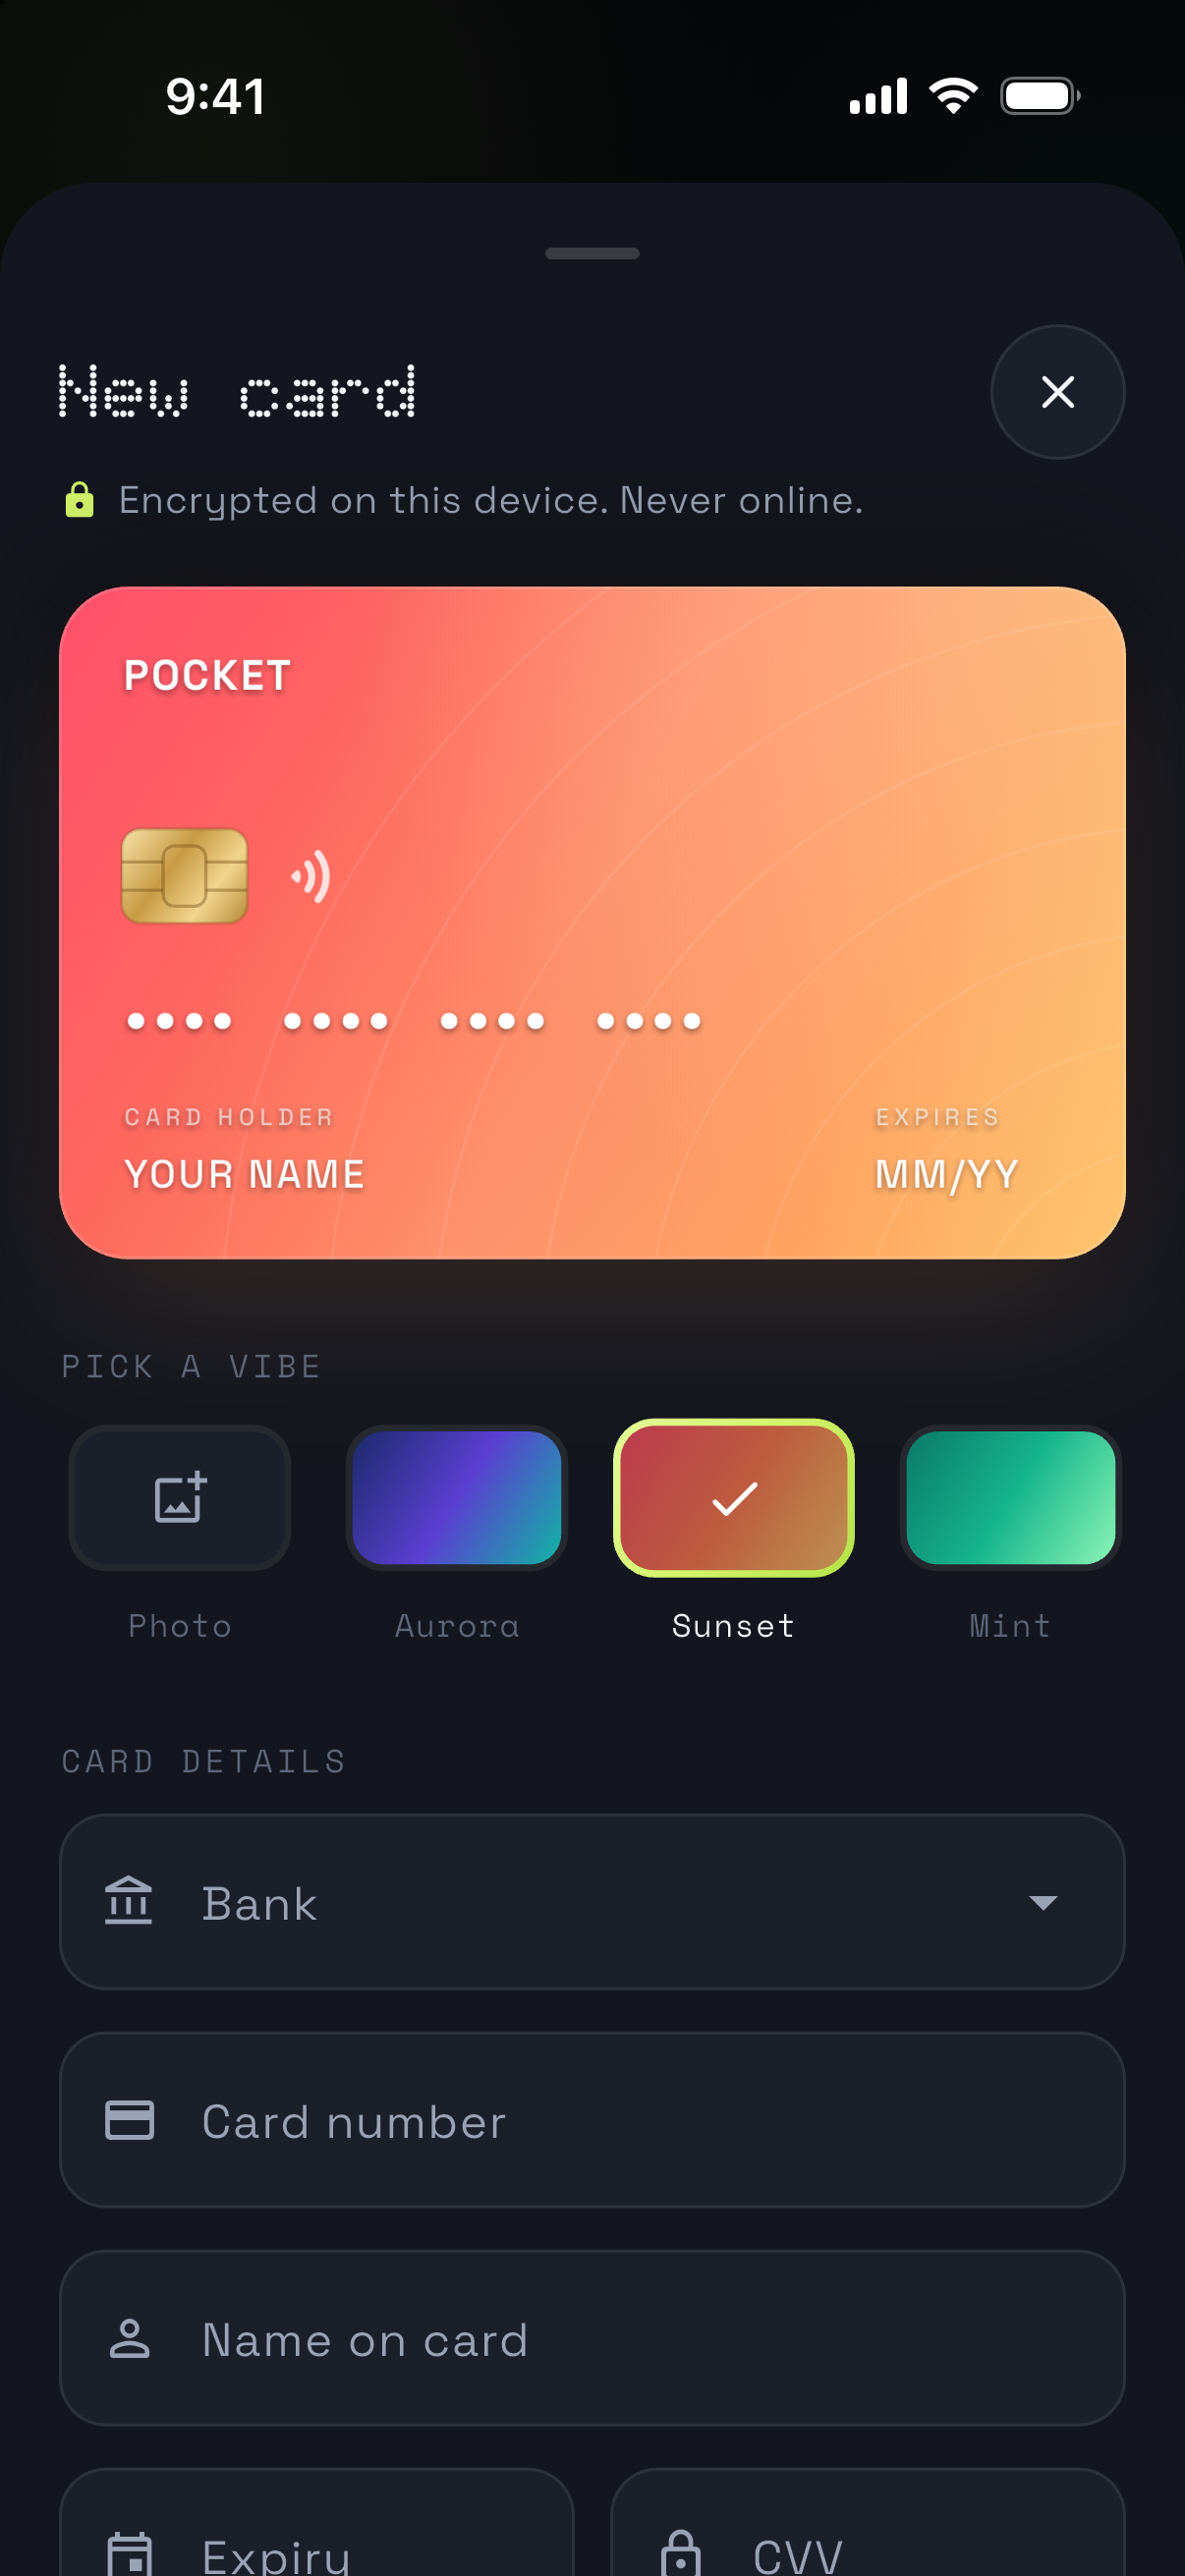 9:41
New card
Encrypted on this device. Never online.
POCKET
•••• •••• •••• ••••
CARD HOLDER
EXPIRES
YOUR NAME
MM/YY
PICK A VIBE
Photo
Aurora
Sunset
Mint
CARD DETAILS
Bank
Card number
Name on card
Expiry
CVV